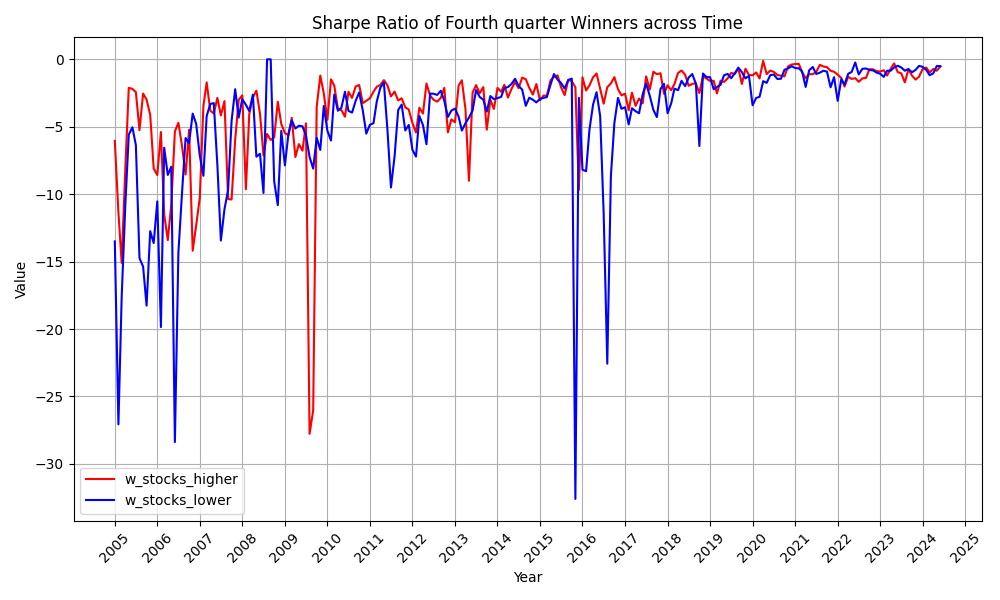 Sharpe Ratio of Fourth quarter Winners across Time
Value
0
−5
−10
−15
−20
−25
−30
w_stocks_higher
w_stocks_lower
2005 2006 2007 2008 2009 2010 2011 2012 2013 2014 2015 2016 2017 2018 2019 2020 2021 2022 2023 2024 2025
Year